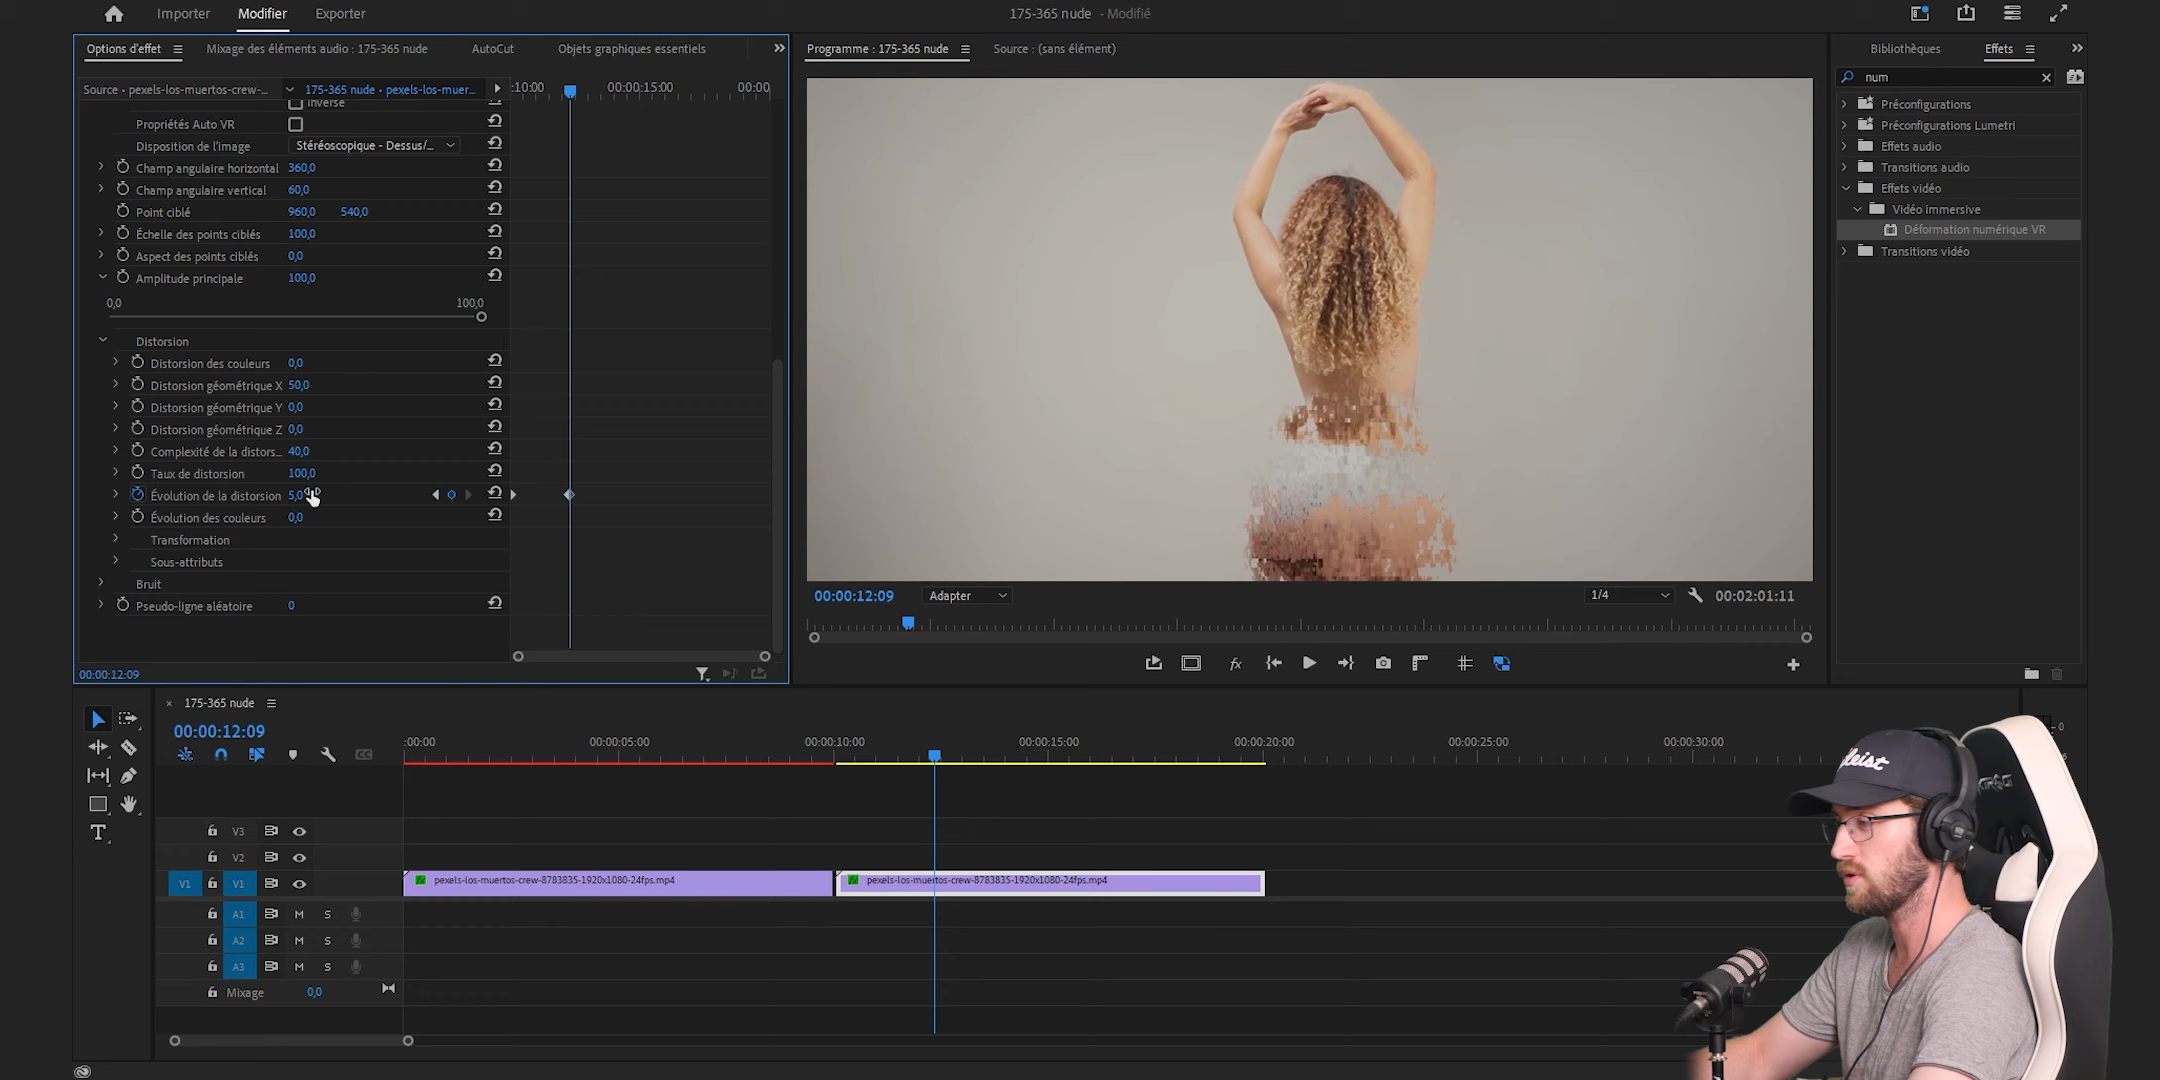 Importer Modifier Exporter 175-365 nude - Modifié
Options d'effet Mixage des éléments audio : 175-365 nude AutoCut Objets graphiques essentiels
Source • pexels-los-muertos-crew-... 175-365 nude • pexels-los-muer... :10:00 00:00:15:00 00:00
Inverse
Propriétés Auto VR
Disposition de l'image Stéréoscopique - Dessus/...
Champ angulaire horizontal 360,0
Champ angulaire vertical 60,0
Point ciblé 960,0 540,0
Échelle des points ciblés 100,0
Aspect des points ciblés 0,0
Amplitude principale 100,0
0,0 100,0
Distorsion
Distorsion des couleurs 0,0
Distorsion géométrique X 50,0
Distorsion géométrique Y 0,0
Distorsion géométrique Z 0,0
Complexité de la distors... 40,0
Taux de distorsion 100,0
Évolution de la distorsion 5,0
Évolution des couleurs 0,0
Transformation
Sous-attributs
Bruit
Pseudo-ligne aléatoire 0
00:00:12:09
Programme : 175-365 nude Source : (sans élément)
00:00:12:09 Adapter 1/4 00:02:01:11
Bibliothèques Effets
num
Préconfigurations
Préconfigurations Lumetri
Effets audio
Transitions audio
Effets vidéo
Vidéo immersive
Déformation numérique VR
Transitions vidéo
× 175-365 nude
00:00:12:09
:00:00 00:00:05:00 00:00:10:00 00:00:15:00 00:00:20:00 00:00:25:00 00:00:30:00
V3
V2
V1 V1 pexels-los-muertos-crew-8783835-1920x1080-24fps.mp4 pexels-los-muertos-crew-8783835-1920x1080-24fps.mp4
A1 M S
A2 M S
A3 M S
Mixage 0,0